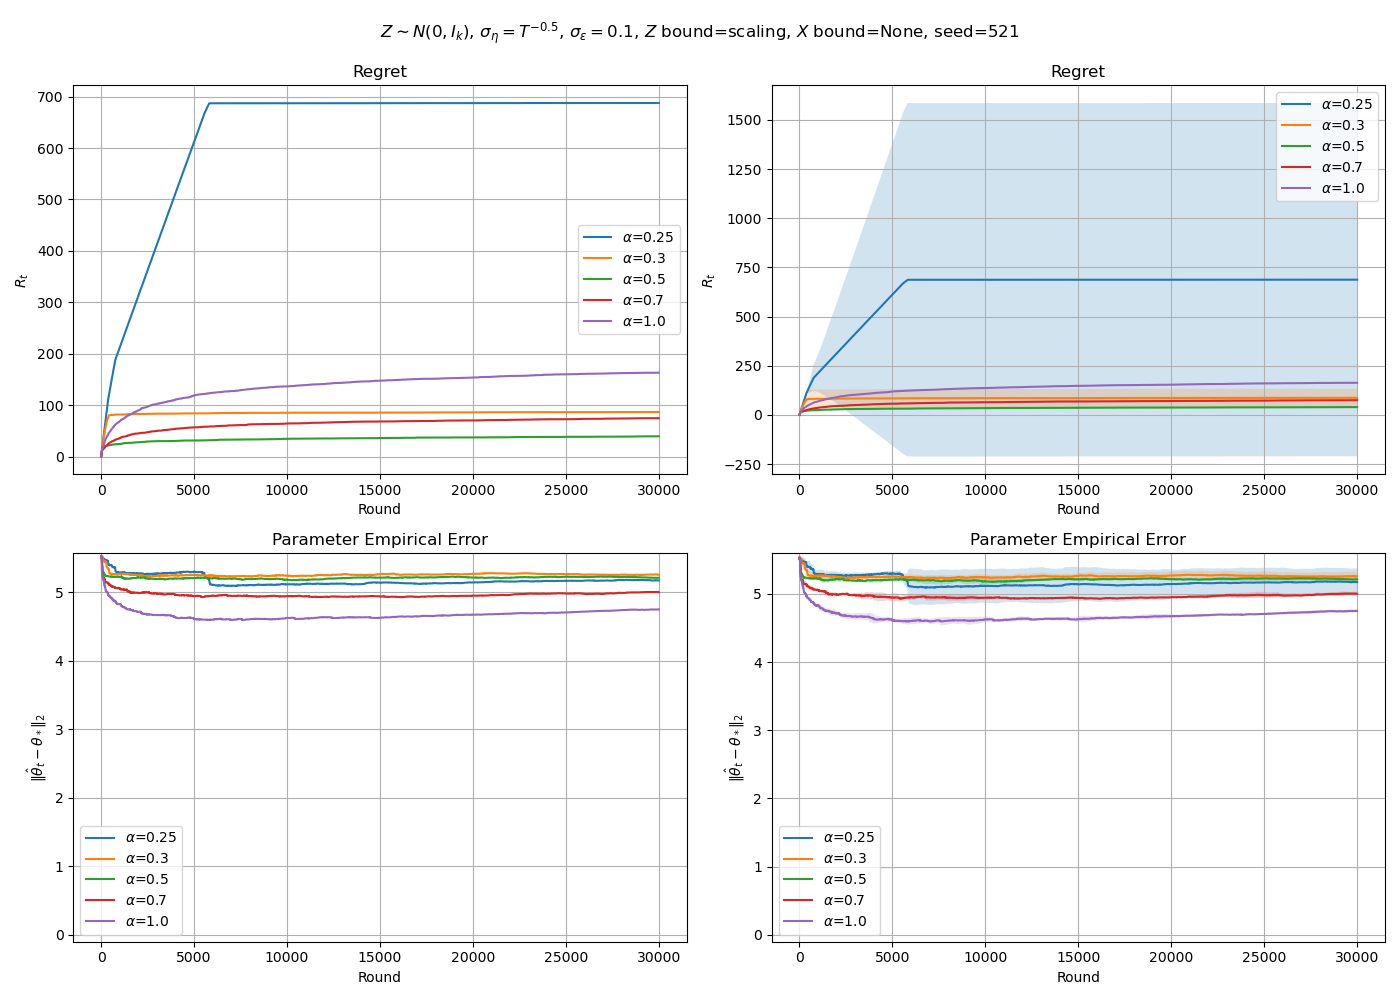 Z ∼ N(0, I_k), σ_η = T^{−0.5}, σ_ε = 0.1, Z bound=scaling, X bound=None, seed=521
Regret
700
600
500
400
300
200
100
0
R_t
α=0.25
α=0.3
α=0.5
α=0.7
α=1.0
0 5000 10000 15000 20000 25000 30000
Round
Regret
1500
1250
1000
750
500
250
0
−250
R_t
α=0.25
α=0.3
α=0.5
α=0.7
α=1.0
0 5000 10000 15000 20000 25000 30000
Round
Parameter Empirical Error
5
4
3
2
1
0
‖θ̂_t − θ_*‖_2
α=0.25
α=0.3
α=0.5
α=0.7
α=1.0
0 5000 10000 15000 20000 25000 30000
Round
Parameter Empirical Error
5
4
3
2
1
0
‖θ̂_t − θ_*‖_2
α=0.25
α=0.3
α=0.5
α=0.7
α=1.0
0 5000 10000 15000 20000 25000 30000
Round